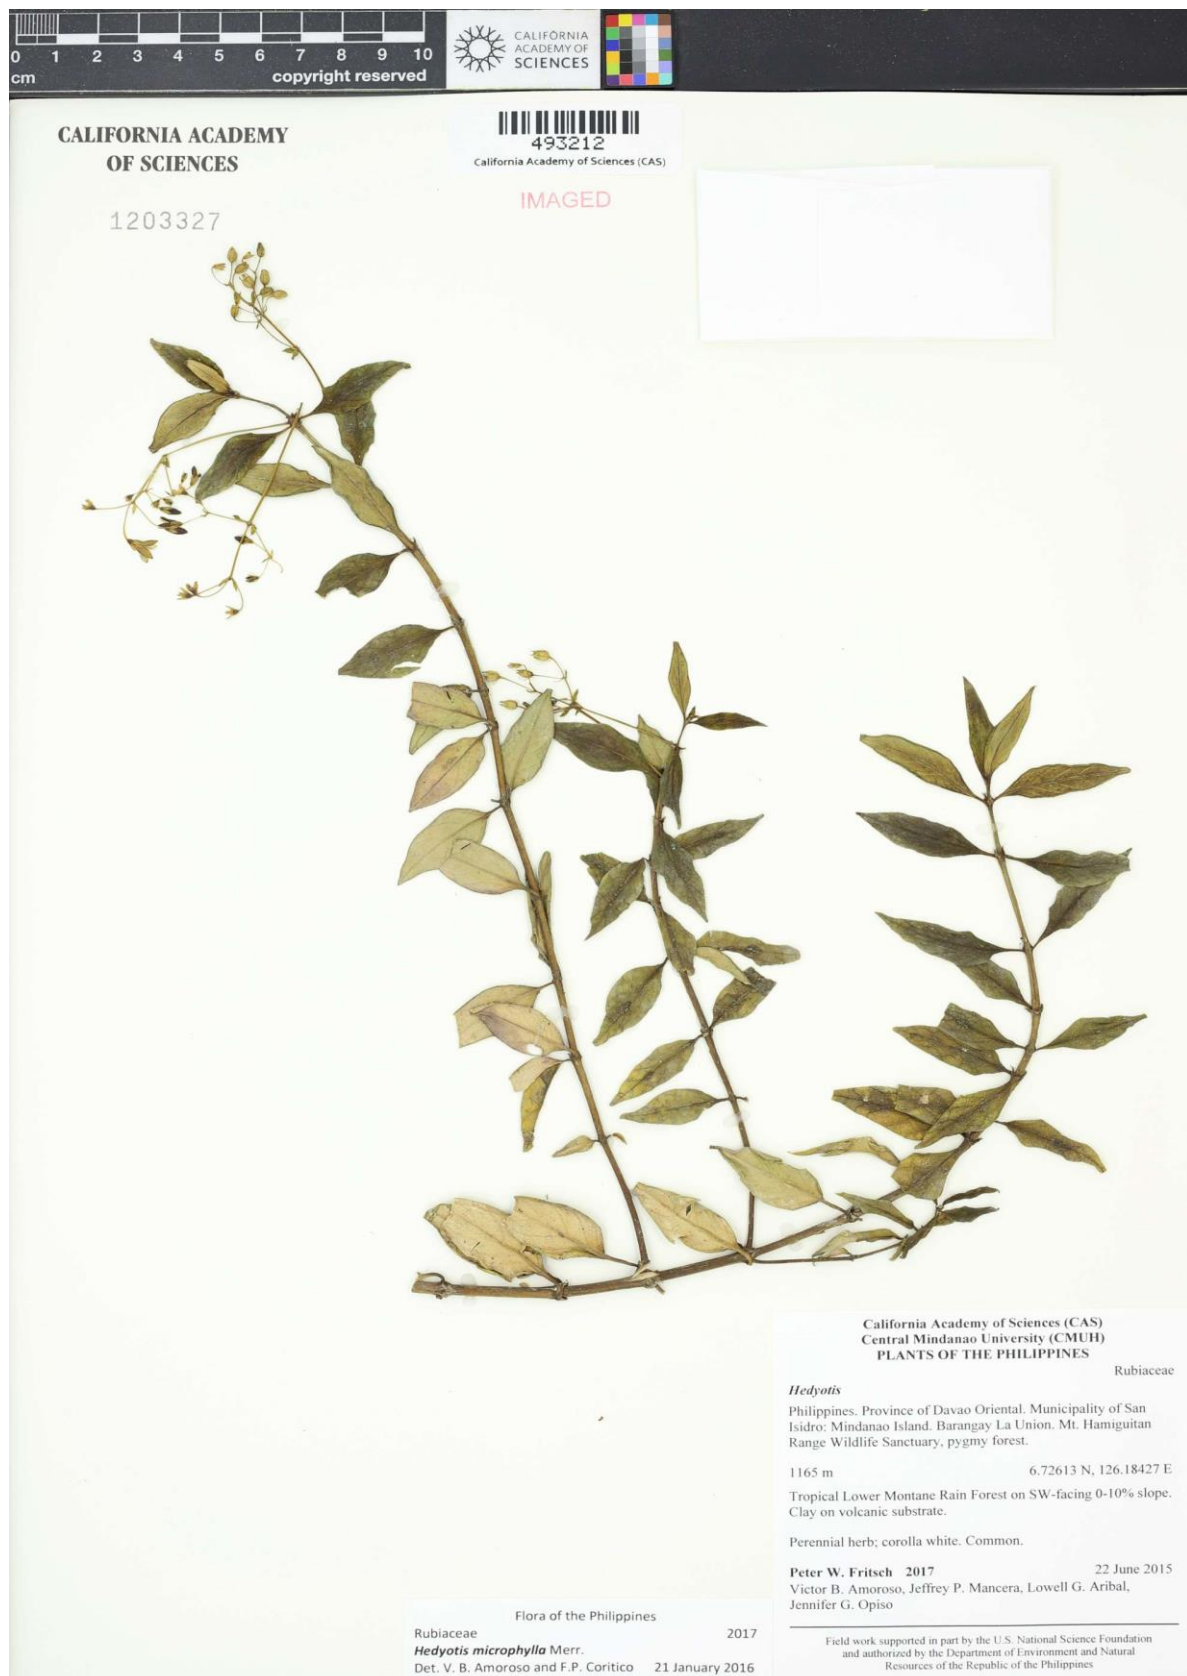 0 1 2 3 4 5 6 7 8 9 10
cm
copyright reserved
CALIFORNIA
ACADEMY OF
SCIENCES
CALIFORNIA ACADEMY
OF SCIENCES
493212
California Academy of Sciences (CAS)
IMAGED
1203327
California Academy of Sciences (CAS)
Central Mindanao University (CMUH)
PLANTS OF THE PHILIPPINES
Rubiaceae
Hedyotis
Philippines. Province of Davao Oriental. Municipality of San
Isidro: Mindanao Island. Barangay La Union. Mt. Hamiguitan
Range Wildlife Sanctuary, pygmy forest.
1165 m 6.72613 N, 126.18427 E
Tropical Lower Montane Rain Forest on SW-facing 0-10% slope.
Clay on volcanic substrate.
Perennial herb; corolla white. Common.
Peter W. Fritsch 2017 22 June 2015
Victor B. Amoroso, Jeffrey P. Mancera, Lowell G. Aribal,
Jennifer G. Opiso
Field work supported in part by the U.S. National Science Foundation
and authorized by the Department of Environment and Natural
Resources of the Republic of the Philippines
Flora of the Philippines
Rubiaceae 2017
Hedyotis microphylla Merr.
Det. V. B. Amoroso and F.P. Coritico 21 January 2016